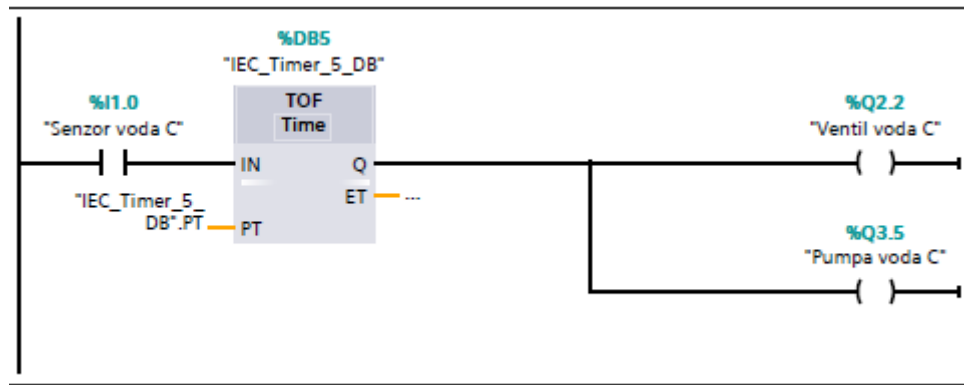 %DB5
"IEC_Timer_5_DB"
%I1.0
"Senzor voda C"
TOF
Time
IN
Q
ET
---
"IEC_Timer_5_
DB".PT
PT
%Q2.2
"Ventil voda C"
%Q3.5
"Pumpa voda C"